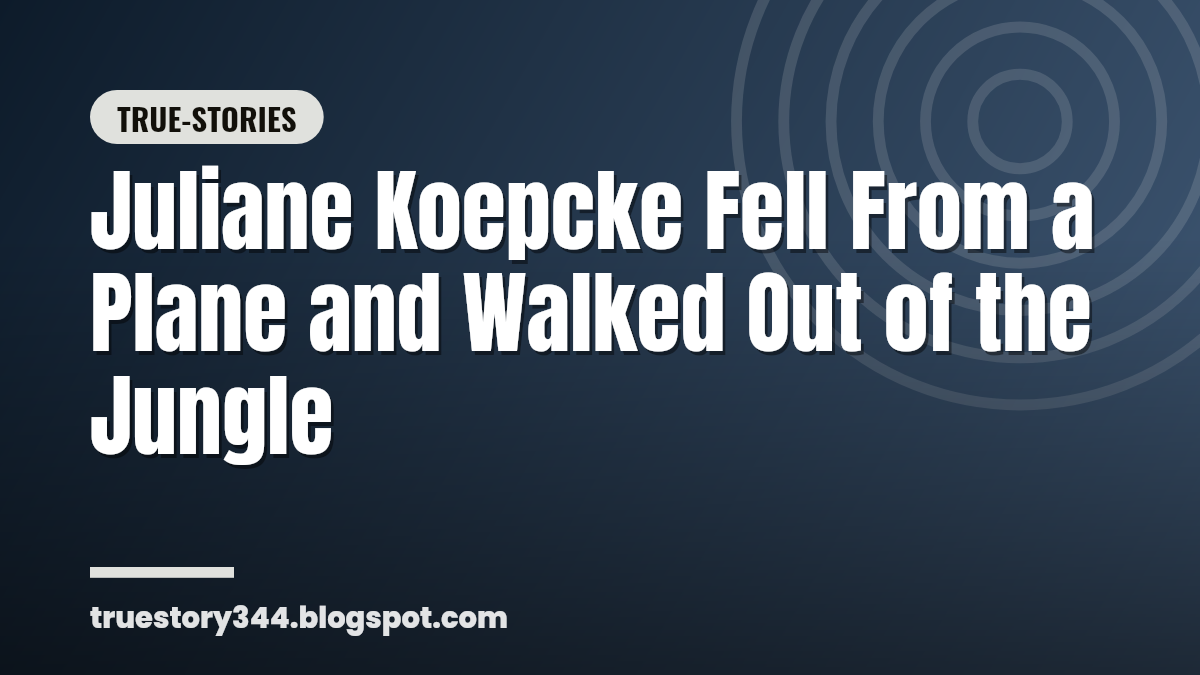 TRUE-STORIES
Juliane Koepcke Fell From a
Plane and Walked Out of the
Jungle
truestory344.blogspot.com